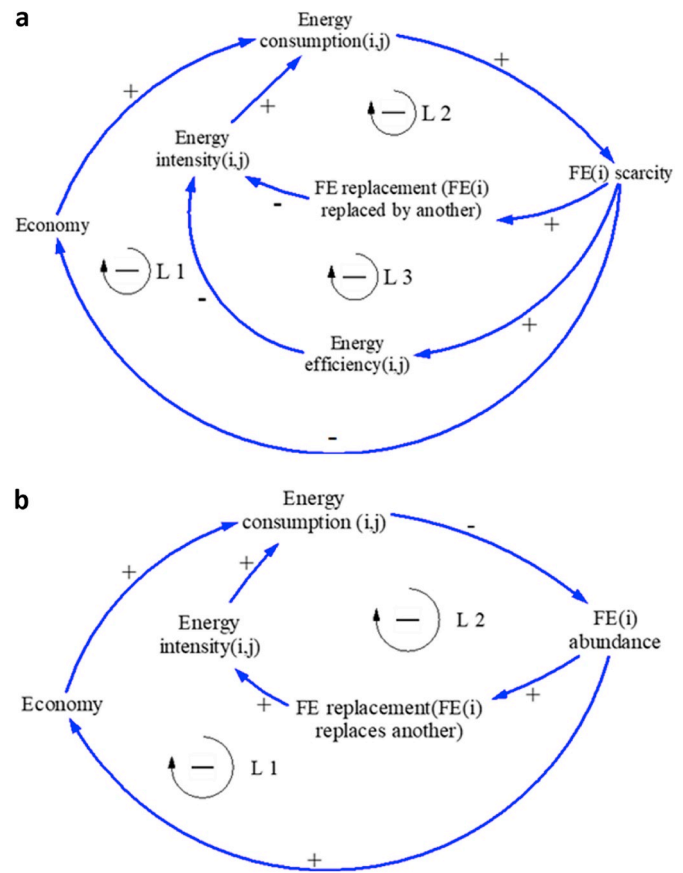 a
Energy
consumption(i,j)
+
+
+
— L 2
Energy
intensity(i,j)
FE(i) scarcity
FE replacement (FE(i)
replaced by another)
-
+
Economy
— L 1
— L 3
-
+
Energy
efficiency(i,j)
-
b
Energy
consumption (i,j)
-
+
+
— L 2
FE(i)
abundance
Energy
intensity(i,j)
+
+
FE replacement(FE(i)
replaces another)
Economy
— L 1
+